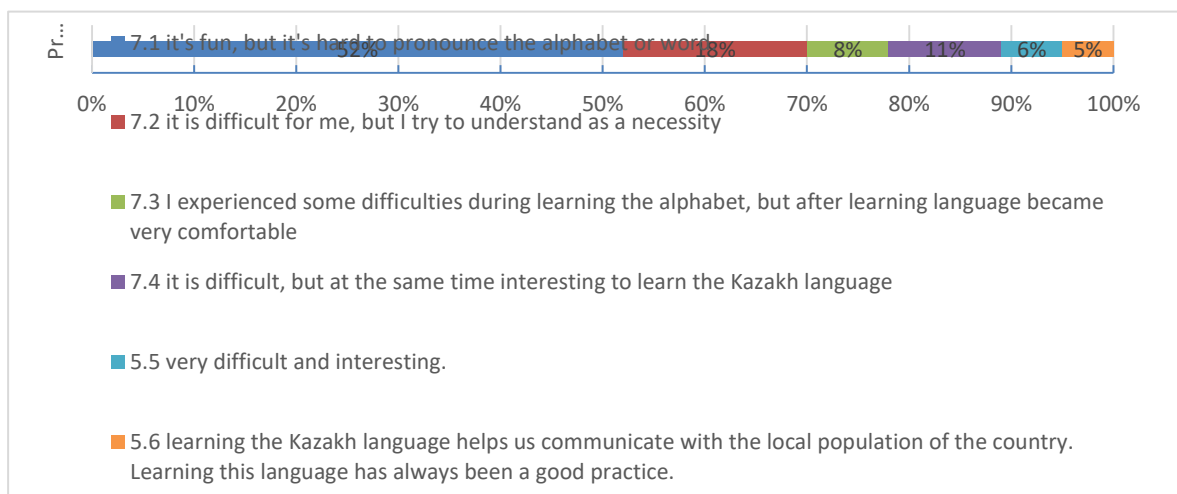 Pr...
7.1 it's fun, but it's hard to pronounce the alphabet or word
52% 18% 8% 11% 6% 5%
0% 10% 20% 30% 40% 50% 60% 70% 80% 90% 100%
7.2 it is difficult for me, but I try to understand as a necessity
7.3 I experienced some difficulties during learning the alphabet, but after learning language became
very comfortable
7.4 it is difficult, but at the same time interesting to learn the Kazakh language
5.5 very difficult and interesting.
5.6 learning the Kazakh language helps us communicate with the local population of the country.
Learning this language has always been a good practice.